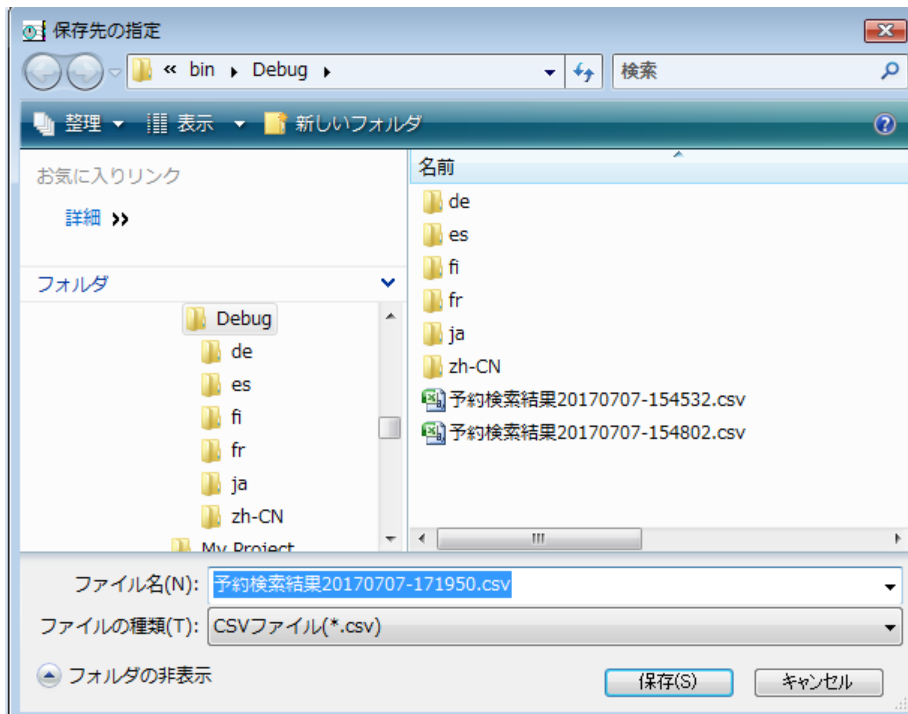 保存先の指定
« bin ▸ Debug ▸
検索
整理 ▼ 表示 ▼ 新しいフォルダ
お気に入りリンク
詳細 »
フォルダ
Debug
de
es
fi
fr
ja
zh-CN
My Project
名前
de
es
fi
fr
ja
zh-CN
予約検索結果20170707-154532.csv
予約検索結果20170707-154802.csv
ファイル名(N): 予約検索結果20170707-171950.csv
ファイルの種類(T): CSVファイル(*.csv)
フォルダの非表示
保存(S) キャンセル